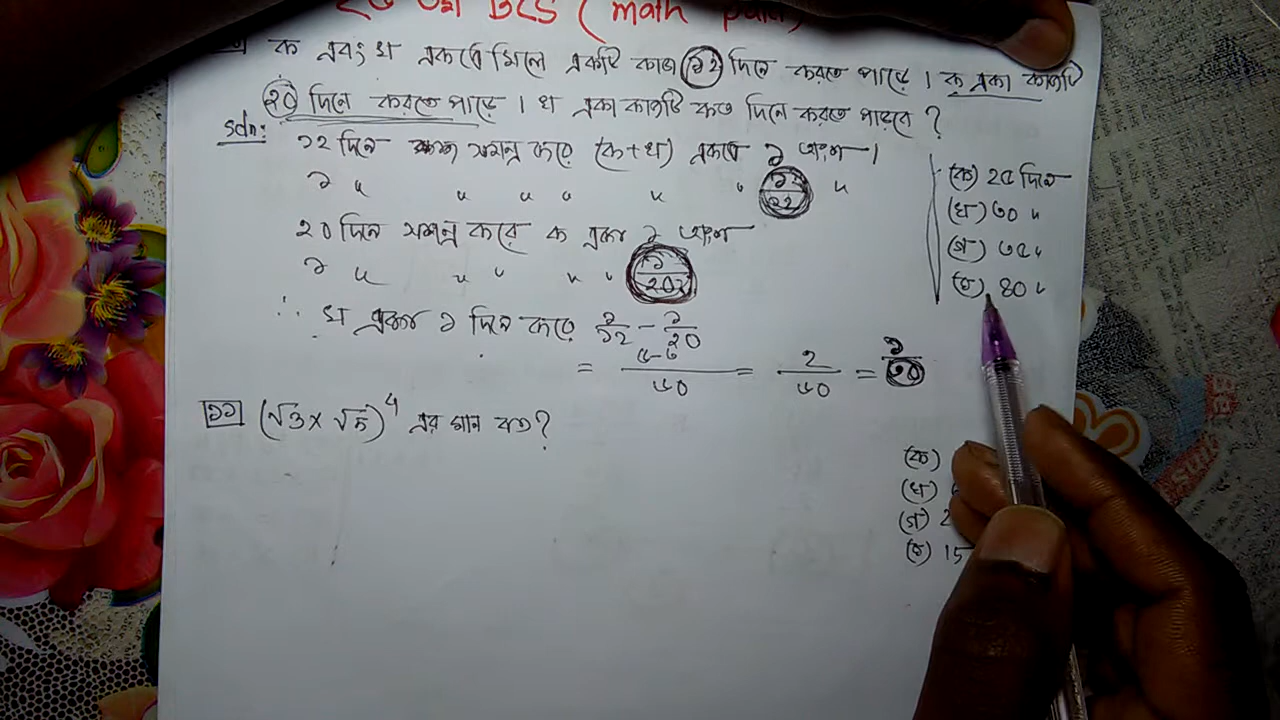 BCS (math part)
ক এবং খ একত্রে মিলে একটি কাজ ১২ দিনে করতে পারে । ক একা কাজটি
২০ দিনে করতে পারে । খ একা কাজটি কত দিনে করতে পারবে ?
Soln:
১২ দিনে কাজ সম্পন্ন করে (ক+খ) একত্রে ১ অংশ ।
১ " " " " " " ১/১২ "
২০ দিনে সম্পন্ন করে ক একা ১ অংশ
১ " " " " " ১/২০
∴ খ একা ১ দিনে করে ১/১২ - ১/২০
= ৫-৩/৬০ = ২/৬০ = ১/৩০
(ক) ২৫ দিনে
(খ) ৩০ "
(গ) ৩৫ "
(ঘ) ৪০ "
১১ (√3 × √5)^4 এর মান কত?
(ক)
(খ)
(গ) 2
(ঘ) 15